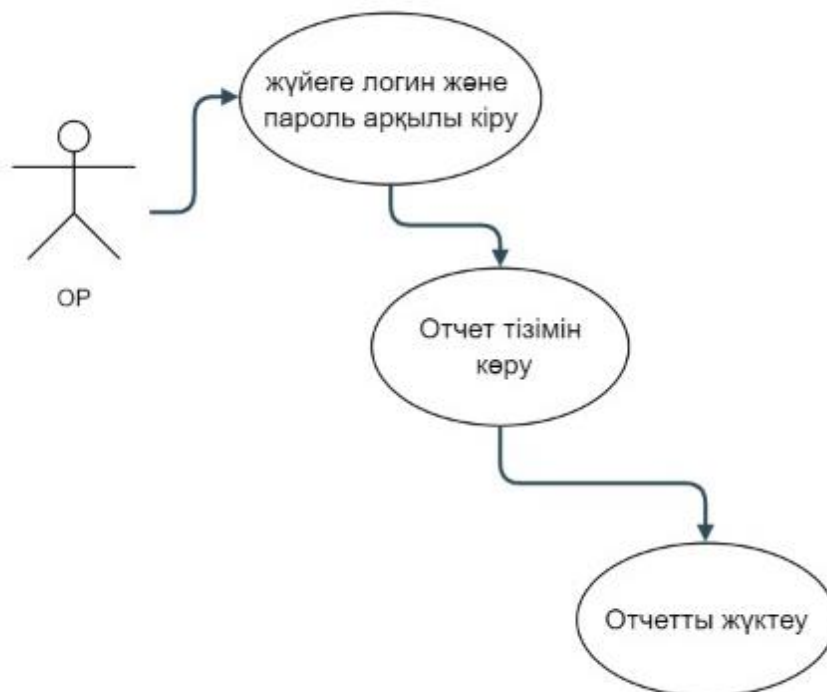 жүйеге логин және
пароль арқылы кіру
ОР
Отчет тізімін
көру
Отчетты жүктеу